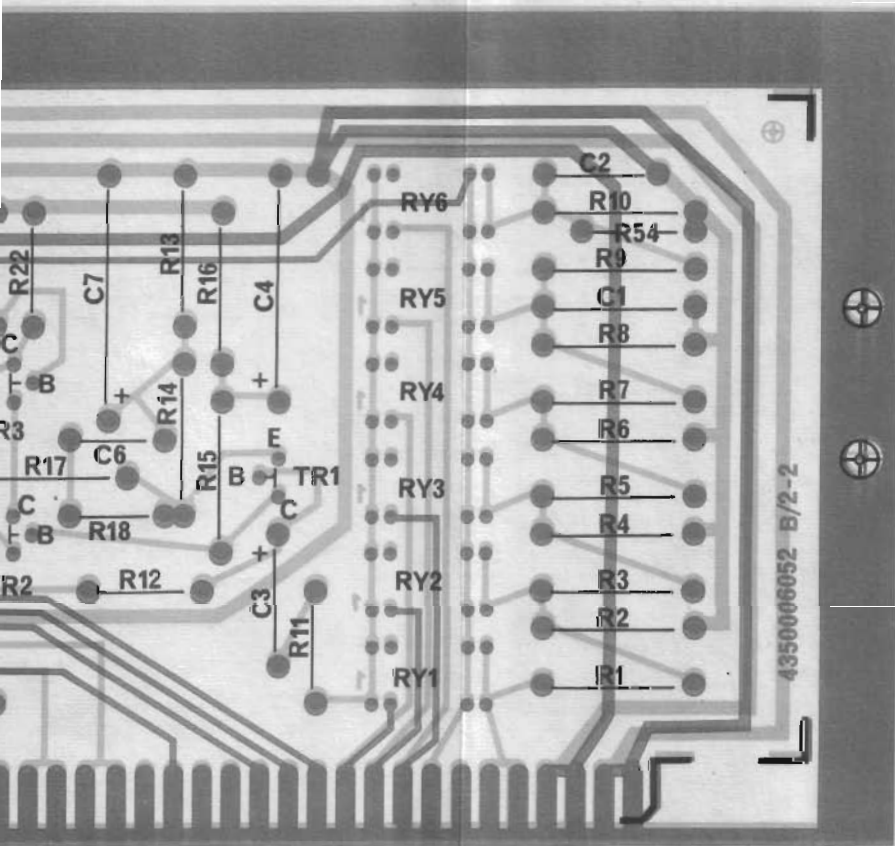 C2
RY6
R10
R54
R13
R22
R16
C7
C4
R9
RY5
C1
R8
C
+
B
+
RY4
R14
R7
R3
E
R6
R17
C6
R15
B
TR1
RY3
R5
C
C
B
R18
R4
+
R2
R12
RY2
R3
C3
R11
R2
RY1
R1
4350006052 B/2-2